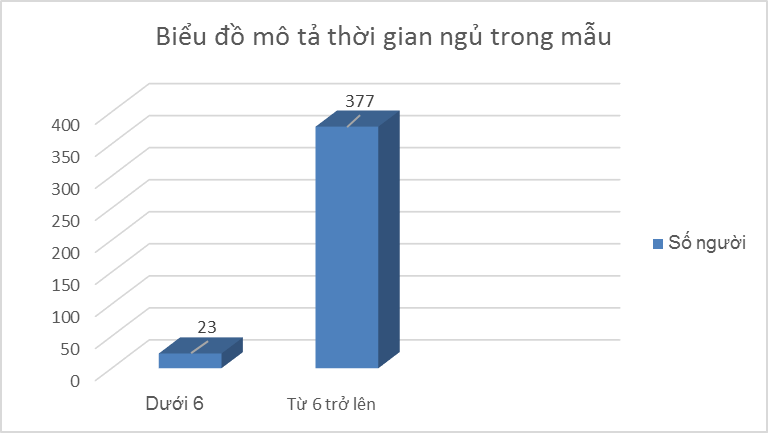 Biểu đồ mô tả thời gian ngủ trong mẫu
377
400
350
300
250
200
150
100
50
0
23
Số người
Dưới 6
Từ 6 trở lên